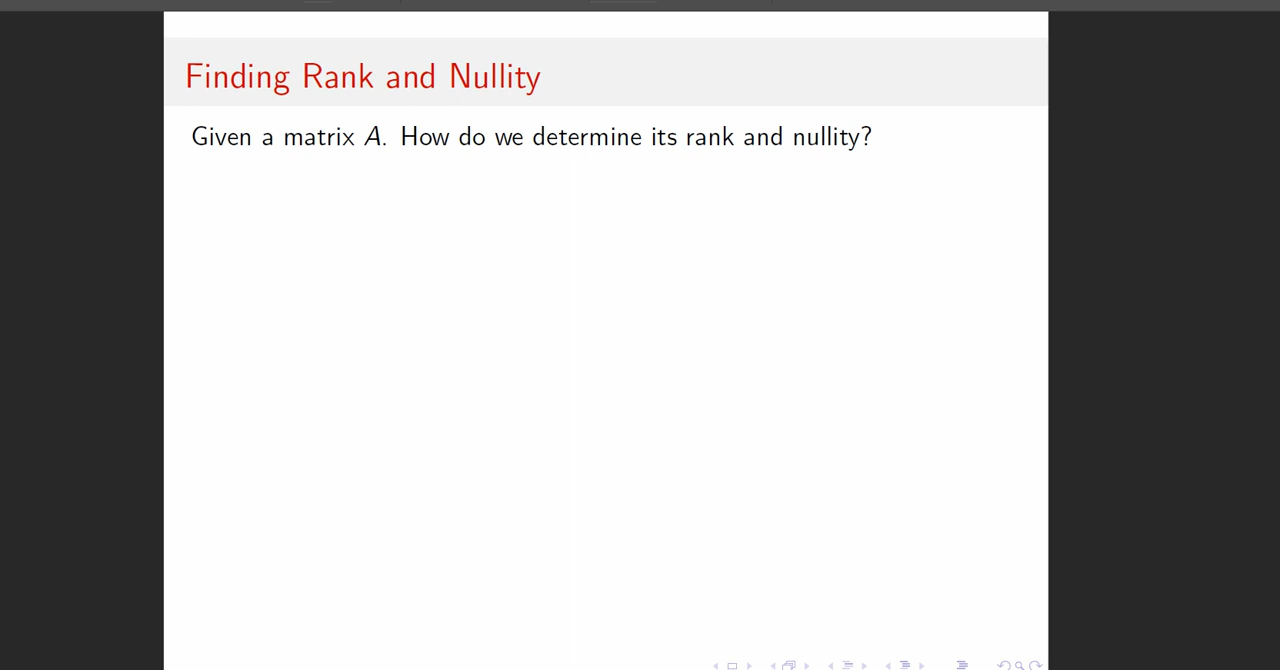 Finding Rank and Nullity
Given a matrix A. How do we determine its rank and nullity?